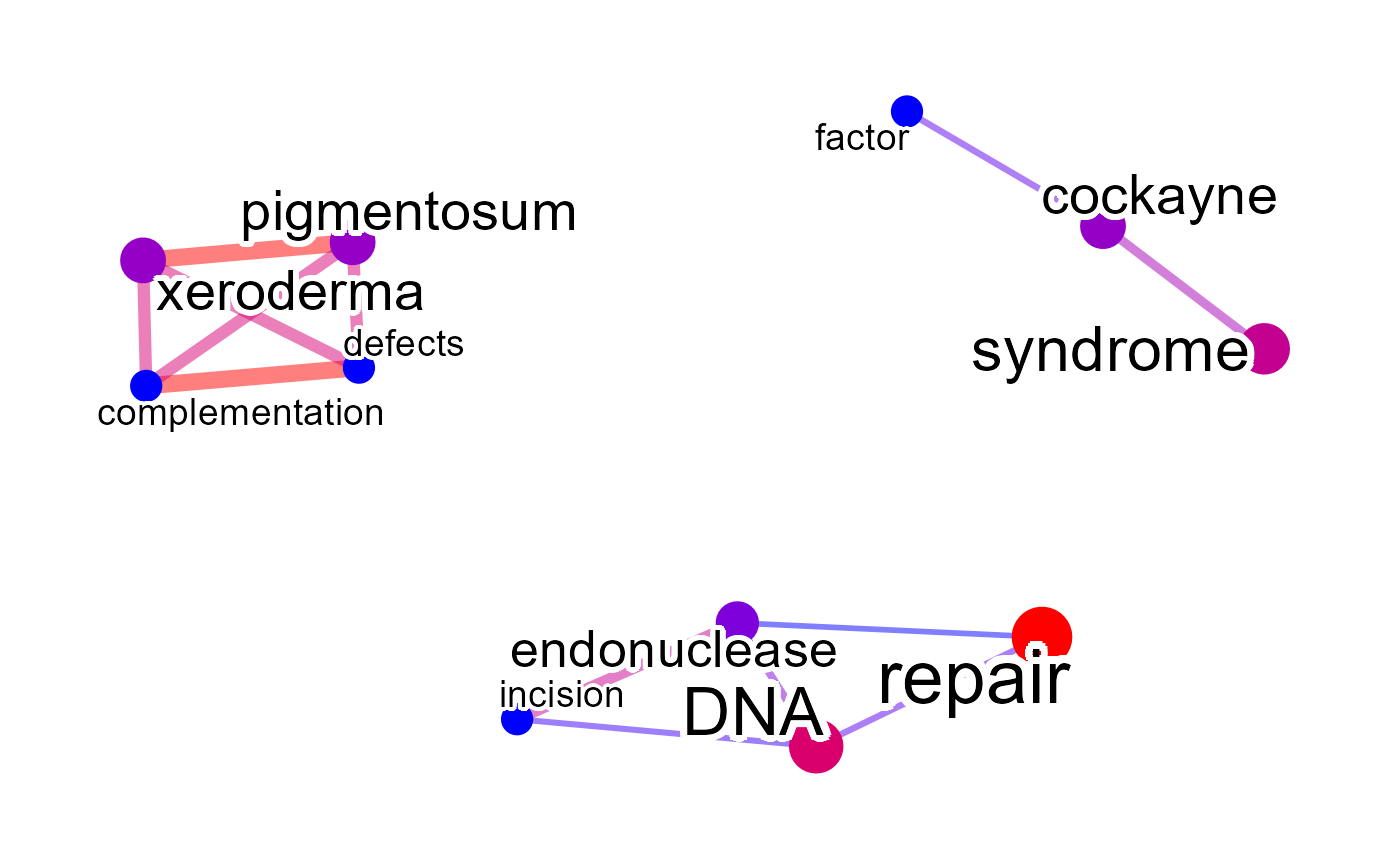 factor
cockayne
pigmentosum
xeroderma
defects
syndrome
complementation
endonuclease
repair
incision
DNA